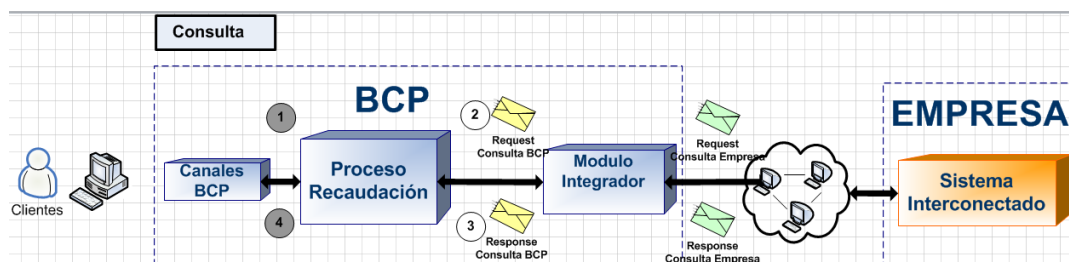 Consulta
BCP
EMPRESA
1
2
Request
Consulta BCP
Request
Consulta Empresa
Clientes
Canales
BCP
Proceso
Recaudación
Modulo
Integrador
Sistema
Interconectado
4
3
Response
Consulta BCP
Response
Consulta Empresa